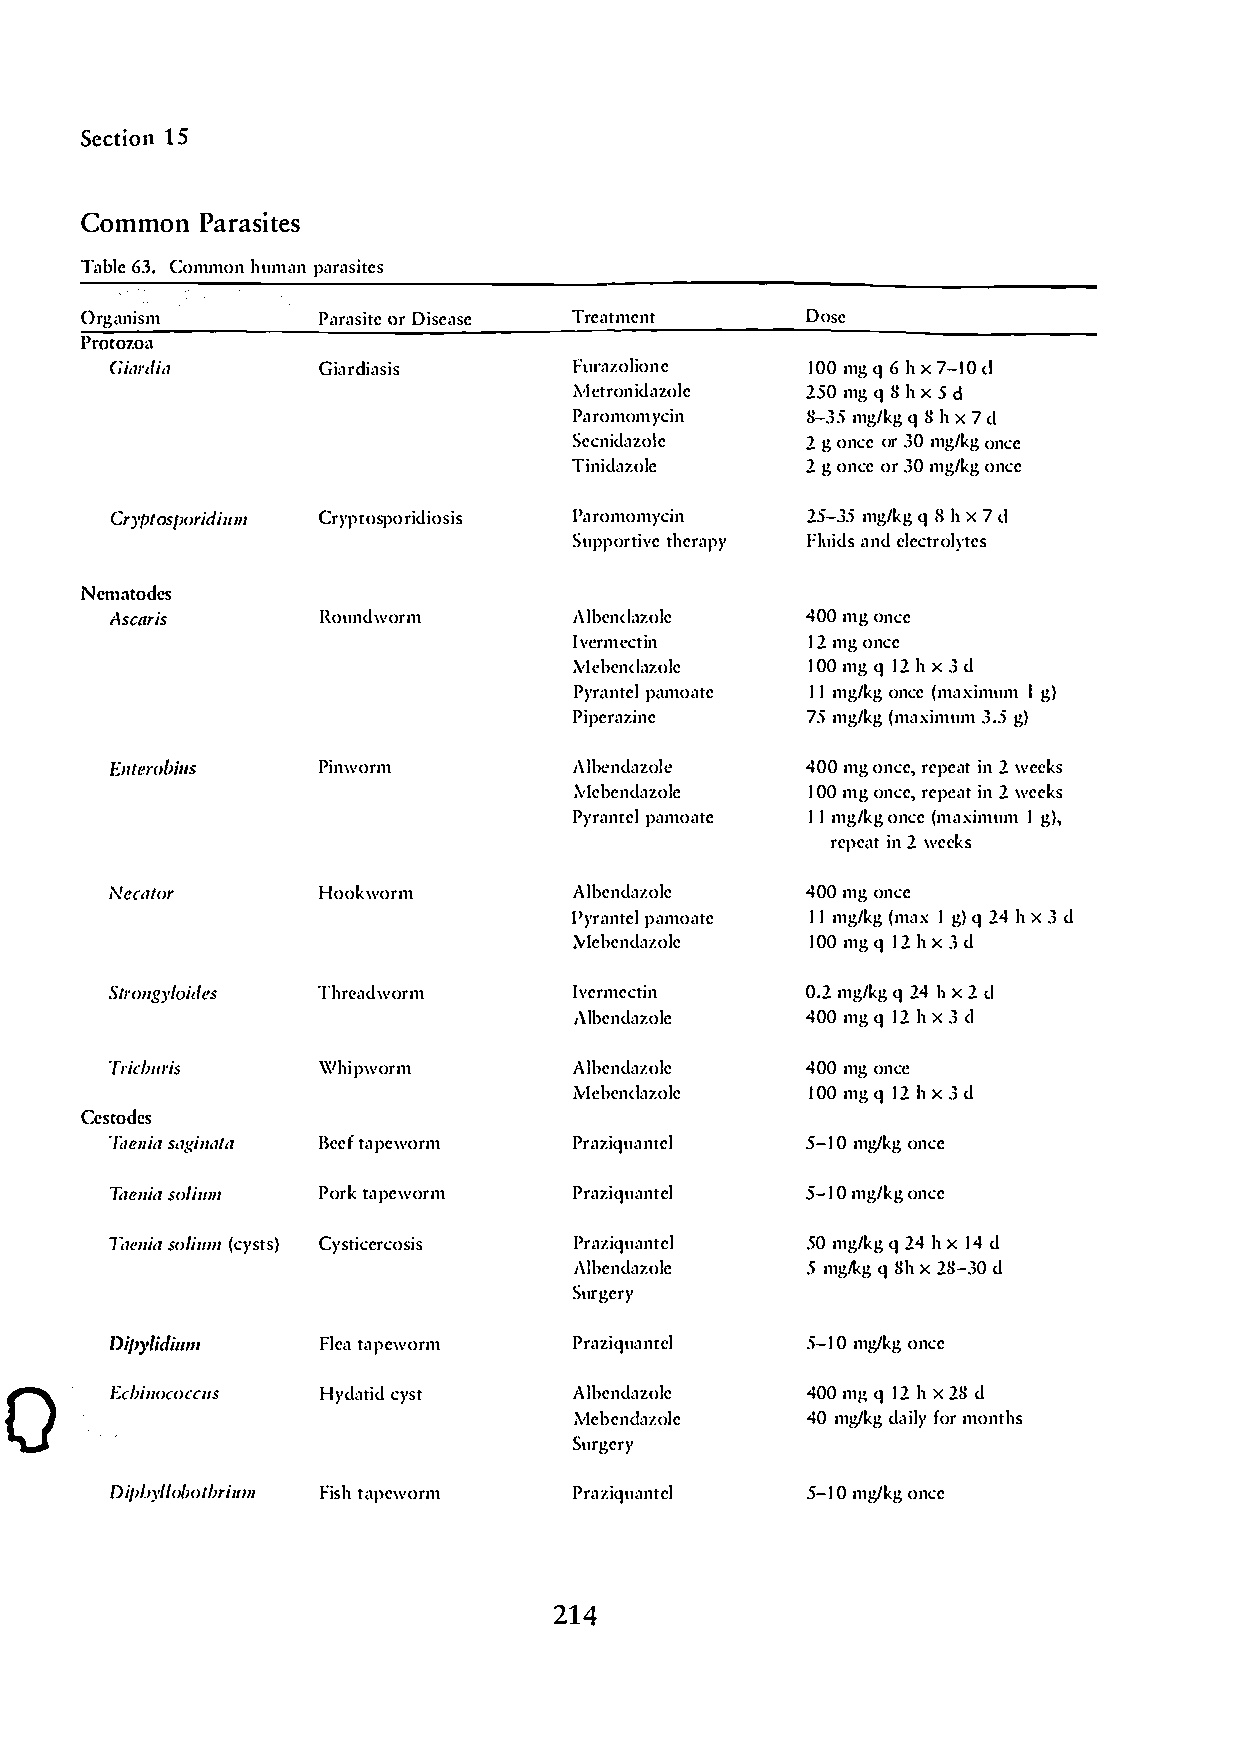 Section 15
Common Parasites
Table 63. Common human parasites
Organism Parasite or Disease Treatment Dose
Protozoa
Giardia Giardiasis Furazolione 100 mg q 6 h x 7–10 d
Metronidazole 250 mg q 8 h x 5 d
Paromomycin 8–35 mg/kg q 8 h x 7 d
Secnidazole 2 g once or 30 mg/kg once
Tinidazole 2 g once or 30 mg/kg once
Cryptosporidium Cryptosporidiosis Paromomycin 25–35 mg/kg q 8 h x 7 d
Supportive therapy Fluids and electrolytes
Nematodes
Ascaris Roundworm Albendazole 400 mg once
Ivermectin 12 mg once
Mebendazole 100 mg q 12 h x 3 d
Pyrantel pamoate 11 mg/kg once (maximum 1 g)
Piperazine 75 mg/kg (maximum 3.5 g)
Enterobius Pinworm Albendazole 400 mg once, repeat in 2 weeks
Mebendazole 100 mg once, repeat in 2 weeks
Pyrantel pamoate 11 mg/kg once (maximum 1 g),
repeat in 2 weeks
Necator Hookworm Albendazole 400 mg once
Pyrantel pamoate 11 mg/kg (max 1 g) q 24 h x 3 d
Mebendazole 100 mg q 12 h x 3 d
Strongyloides Threadworm Ivermectin 0.2 mg/kg q 24 h x 2 d
Albendazole 400 mg q 12 h x 3 d
Trichuris Whipworm Albendazole 400 mg once
Mebendazole 100 mg q 12 h x 3 d
Cestodes
Taenia saginata Beef tapeworm Praziquantel 5–10 mg/kg once
Taenia solium Pork tapeworm Praziquantel 5–10 mg/kg once
Taenia solium (cysts) Cysticercosis Praziquantel 50 mg/kg q 24 h x 14 d
Albendazole 5 mg/kg q 8h x 28–30 d
Surgery
Dipylidium Flea tapeworm Praziquantel 5–10 mg/kg once
Echinococcus Hydatid cyst Albendazole 400 mg q 12 h x 28 d
Mebendazole 40 mg/kg daily for months
Surgery
Diphyllobothrium Fish tapeworm Praziquantel 5–10 mg/kg once
214